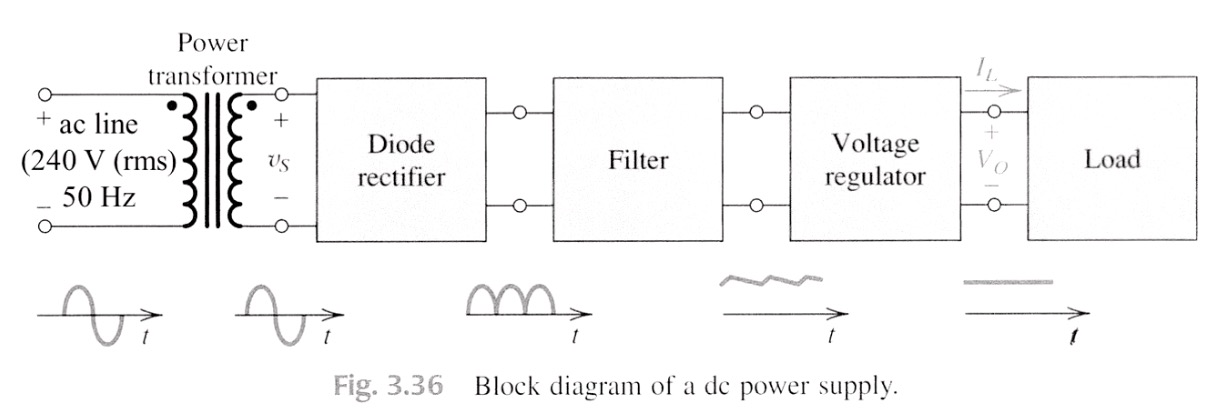 Power
transformer
+ ac line
(240 V (rms)
− 50 Hz
+
v_S
−
Diode
rectifier
Filter
Voltage
regulator
I_L
+
V_O
−
Load
t
t
t
t
t
Fig. 3.36 Block diagram of a dc power supply.